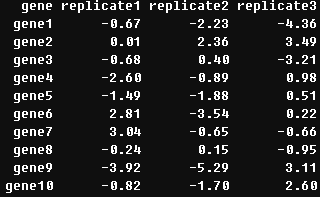 gene replicate1 replicate2 replicate3
gene1 -0.67 -2.23 -4.36
gene2 0.01 2.36 3.49
gene3 -0.68 0.40 -3.21
gene4 -2.60 -0.89 0.98
gene5 -1.49 -1.88 0.51
gene6 2.81 -3.54 0.22
gene7 3.04 -0.65 -0.66
gene8 -0.24 0.15 -0.95
gene9 -3.92 -5.29 3.11
gene10 -0.82 -1.70 2.60